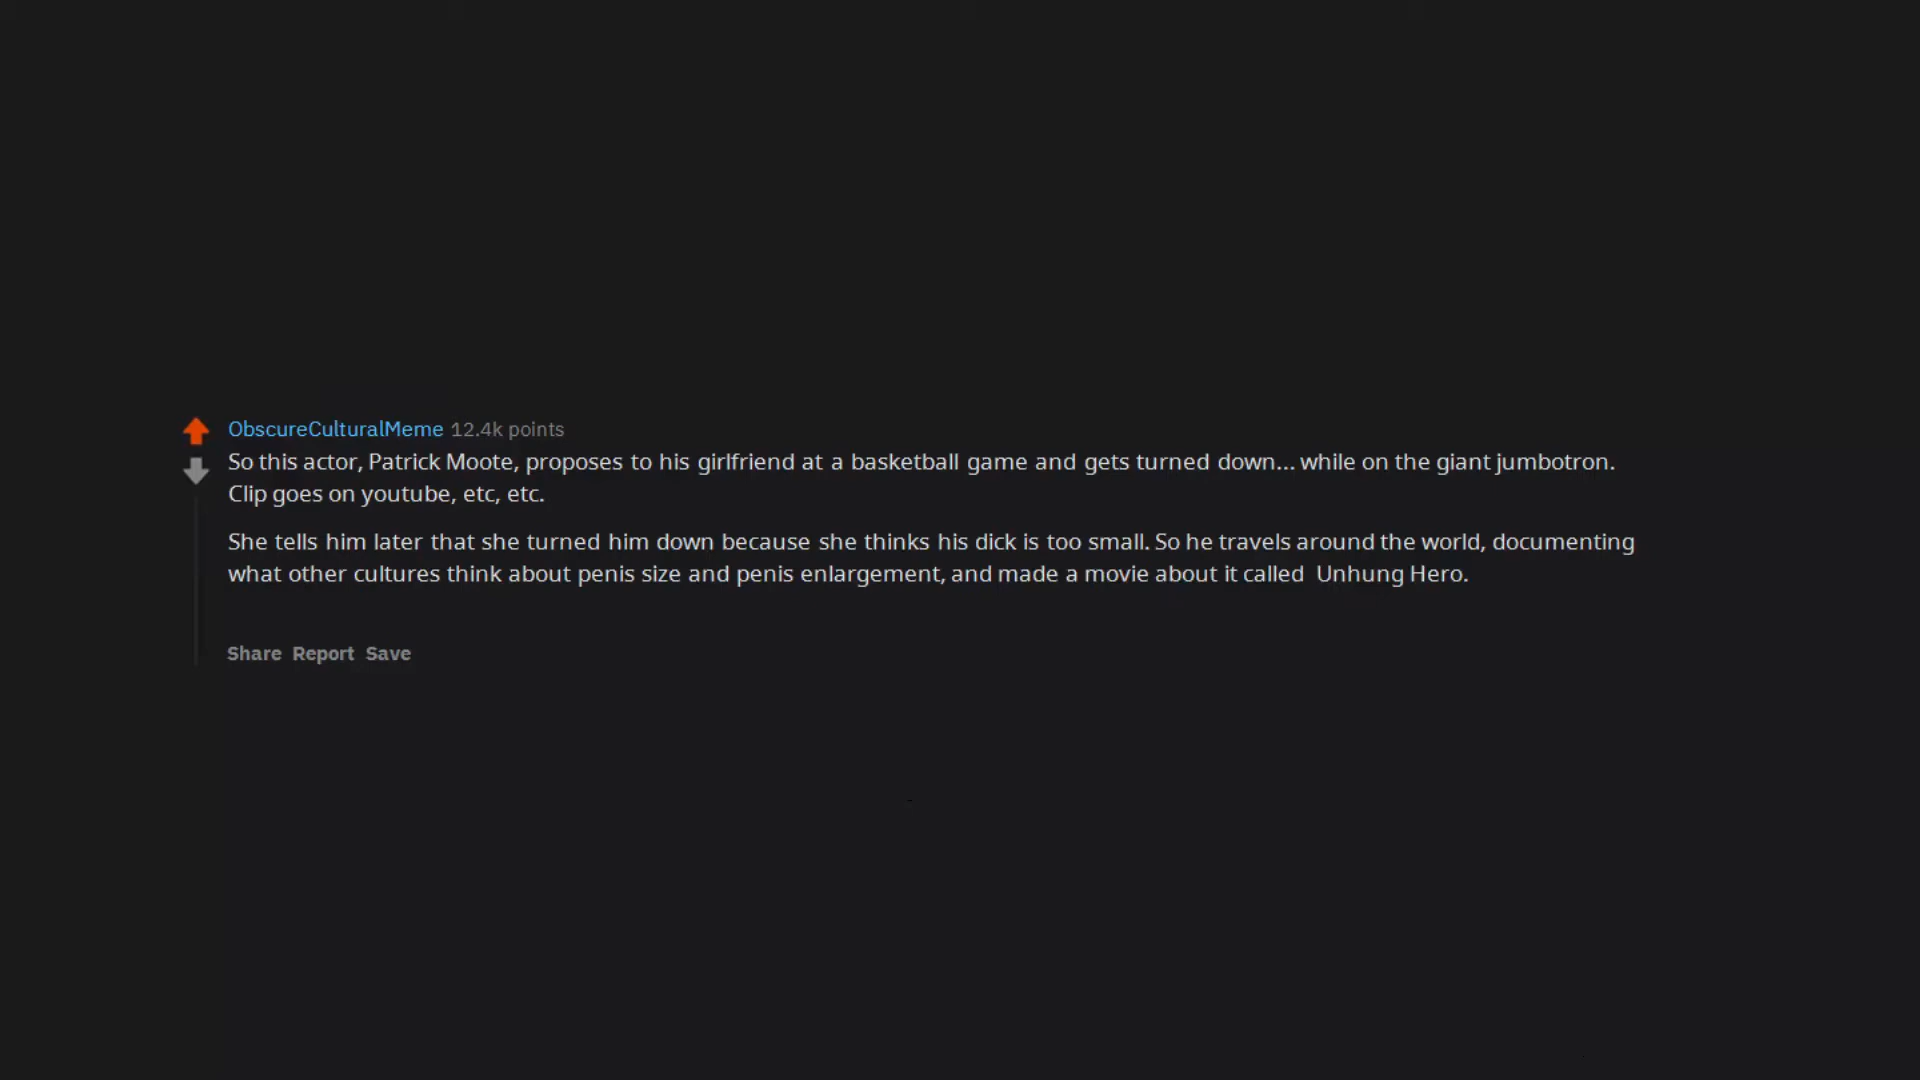 ObscureCulturalMeme 12.4k points
So this actor, Patrick Moote, proposes to his girlfriend at a basketball game and gets turned down... while on the giant jumbotron.
Clip goes on youtube, etc, etc.
She tells him later that she turned him down because she thinks his dick is too small. So he travels around the world, documenting
what other cultures think about penis size and penis enlargement, and made a movie about it called  Unhung Hero.
Share Report Save